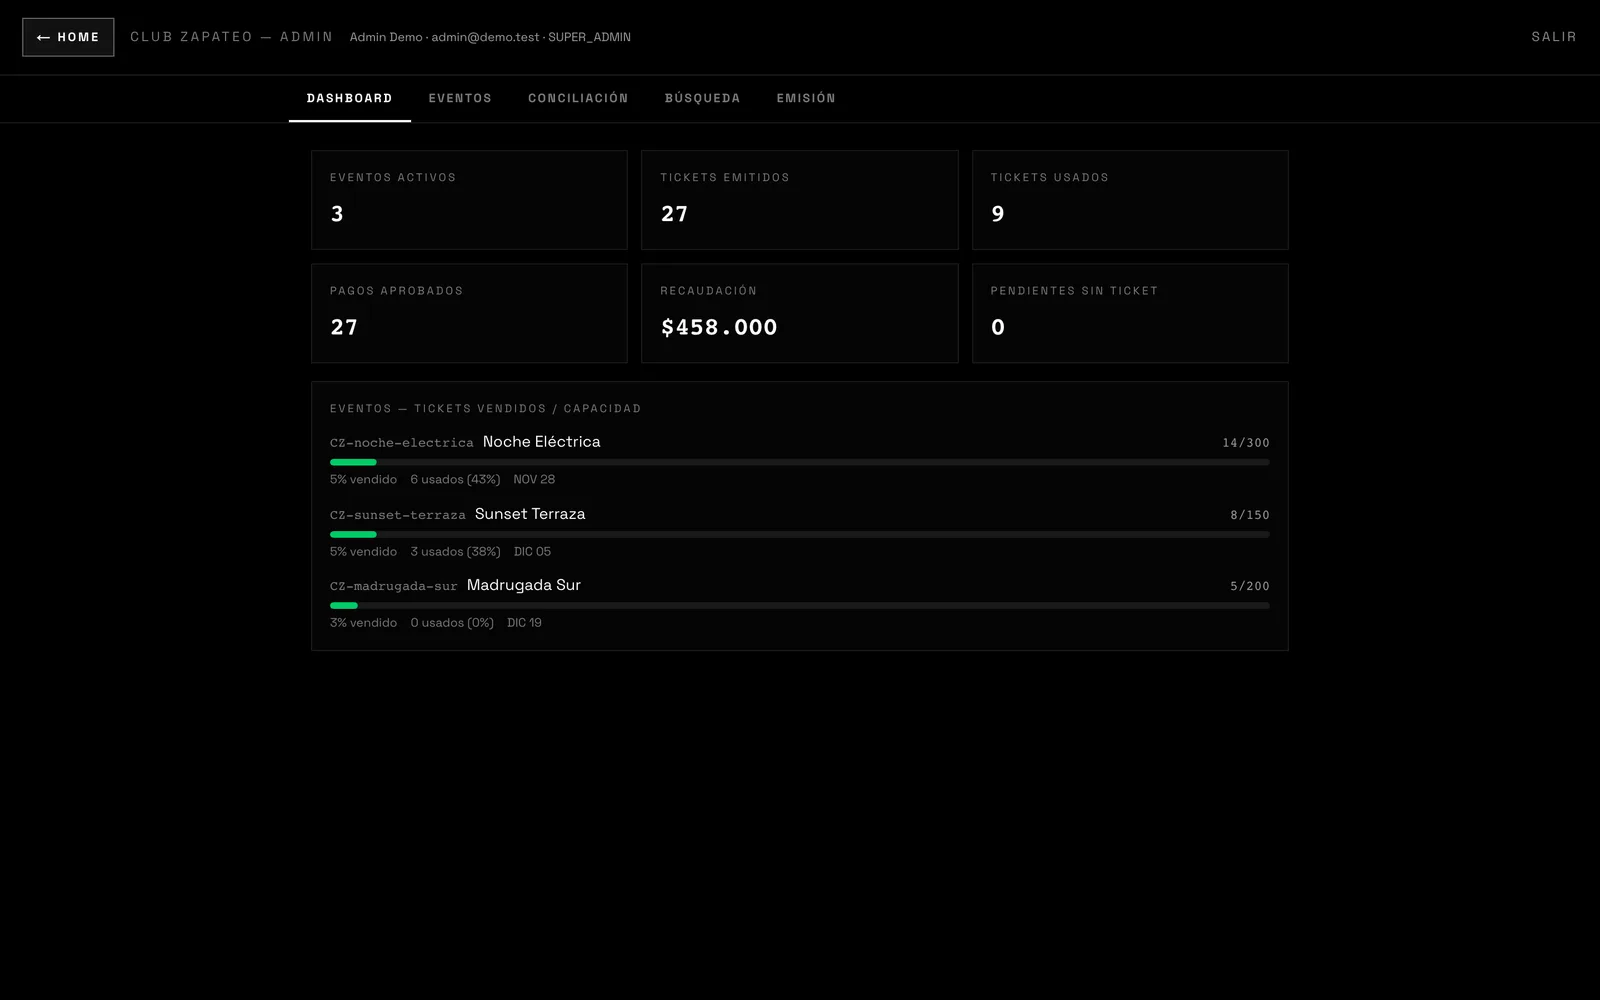 ← HOME CLUB ZAPATEO — ADMIN Admin Demo · admin@demo.test · SUPER_ADMIN SALIR
DASHBOARD EVENTOS CONCILIACIÓN BÚSQUEDA EMISIÓN
EVENTOS ACTIVOS TICKETS EMITIDOS TICKETS USADOS
3 27 9
PAGOS APROBADOS RECAUDACIÓN PENDIENTES SIN TICKET
27 $458.000 0
EVENTOS — TICKETS VENDIDOS / CAPACIDAD
CZ-noche-electrica Noche Eléctrica 14/300
5% vendido 6 usados (43%) NOV 28
CZ-sunset-terraza Sunset Terraza 8/150
5% vendido 3 usados (38%) DIC 05
CZ-madrugada-sur Madrugada Sur 5/200
3% vendido 0 usados (0%) DIC 19